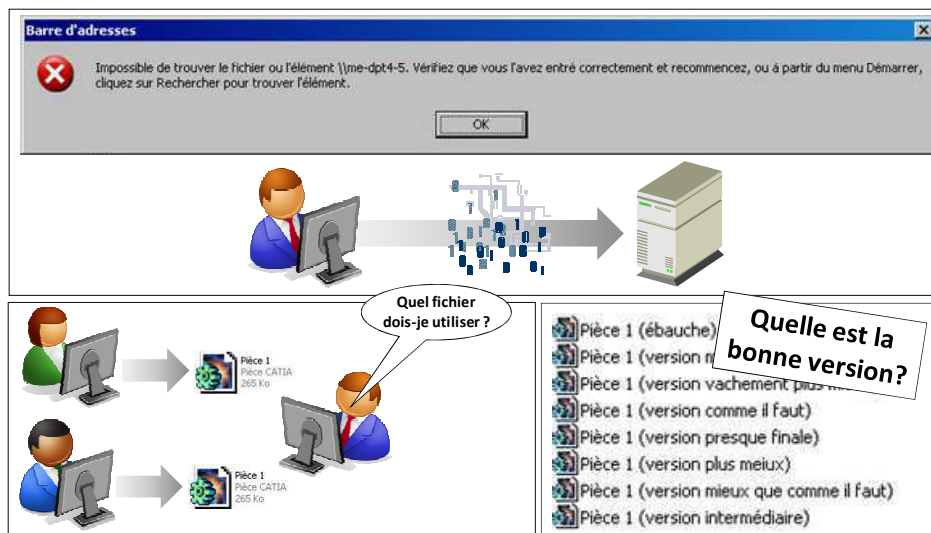 Barre d'adresses
Impossible de trouver le fichier ou l'élément \\me-dpt4-5. Vérifiez que vous l'avez entré correctement et recommencez, ou à partir du menu Démarrer,
cliquez sur Rechercher pour trouver l'élément.
OK
Quel fichier
dois-je utiliser ?
Pièce 1
Pièce CATIA
265 Ko
Pièce 1
Pièce CATIA
265 Ko
Quelle est la
bonne version?
Pièce 1 (ébauche)
Pièce 1 (version
Pièce 1 (version vachement plus
Pièce 1 (version comme il faut)
Pièce 1 (version presque finale)
Pièce 1 (version plus meiux)
Pièce 1 (version mieux que comme il faut)
Pièce 1 (version intermédiaire)